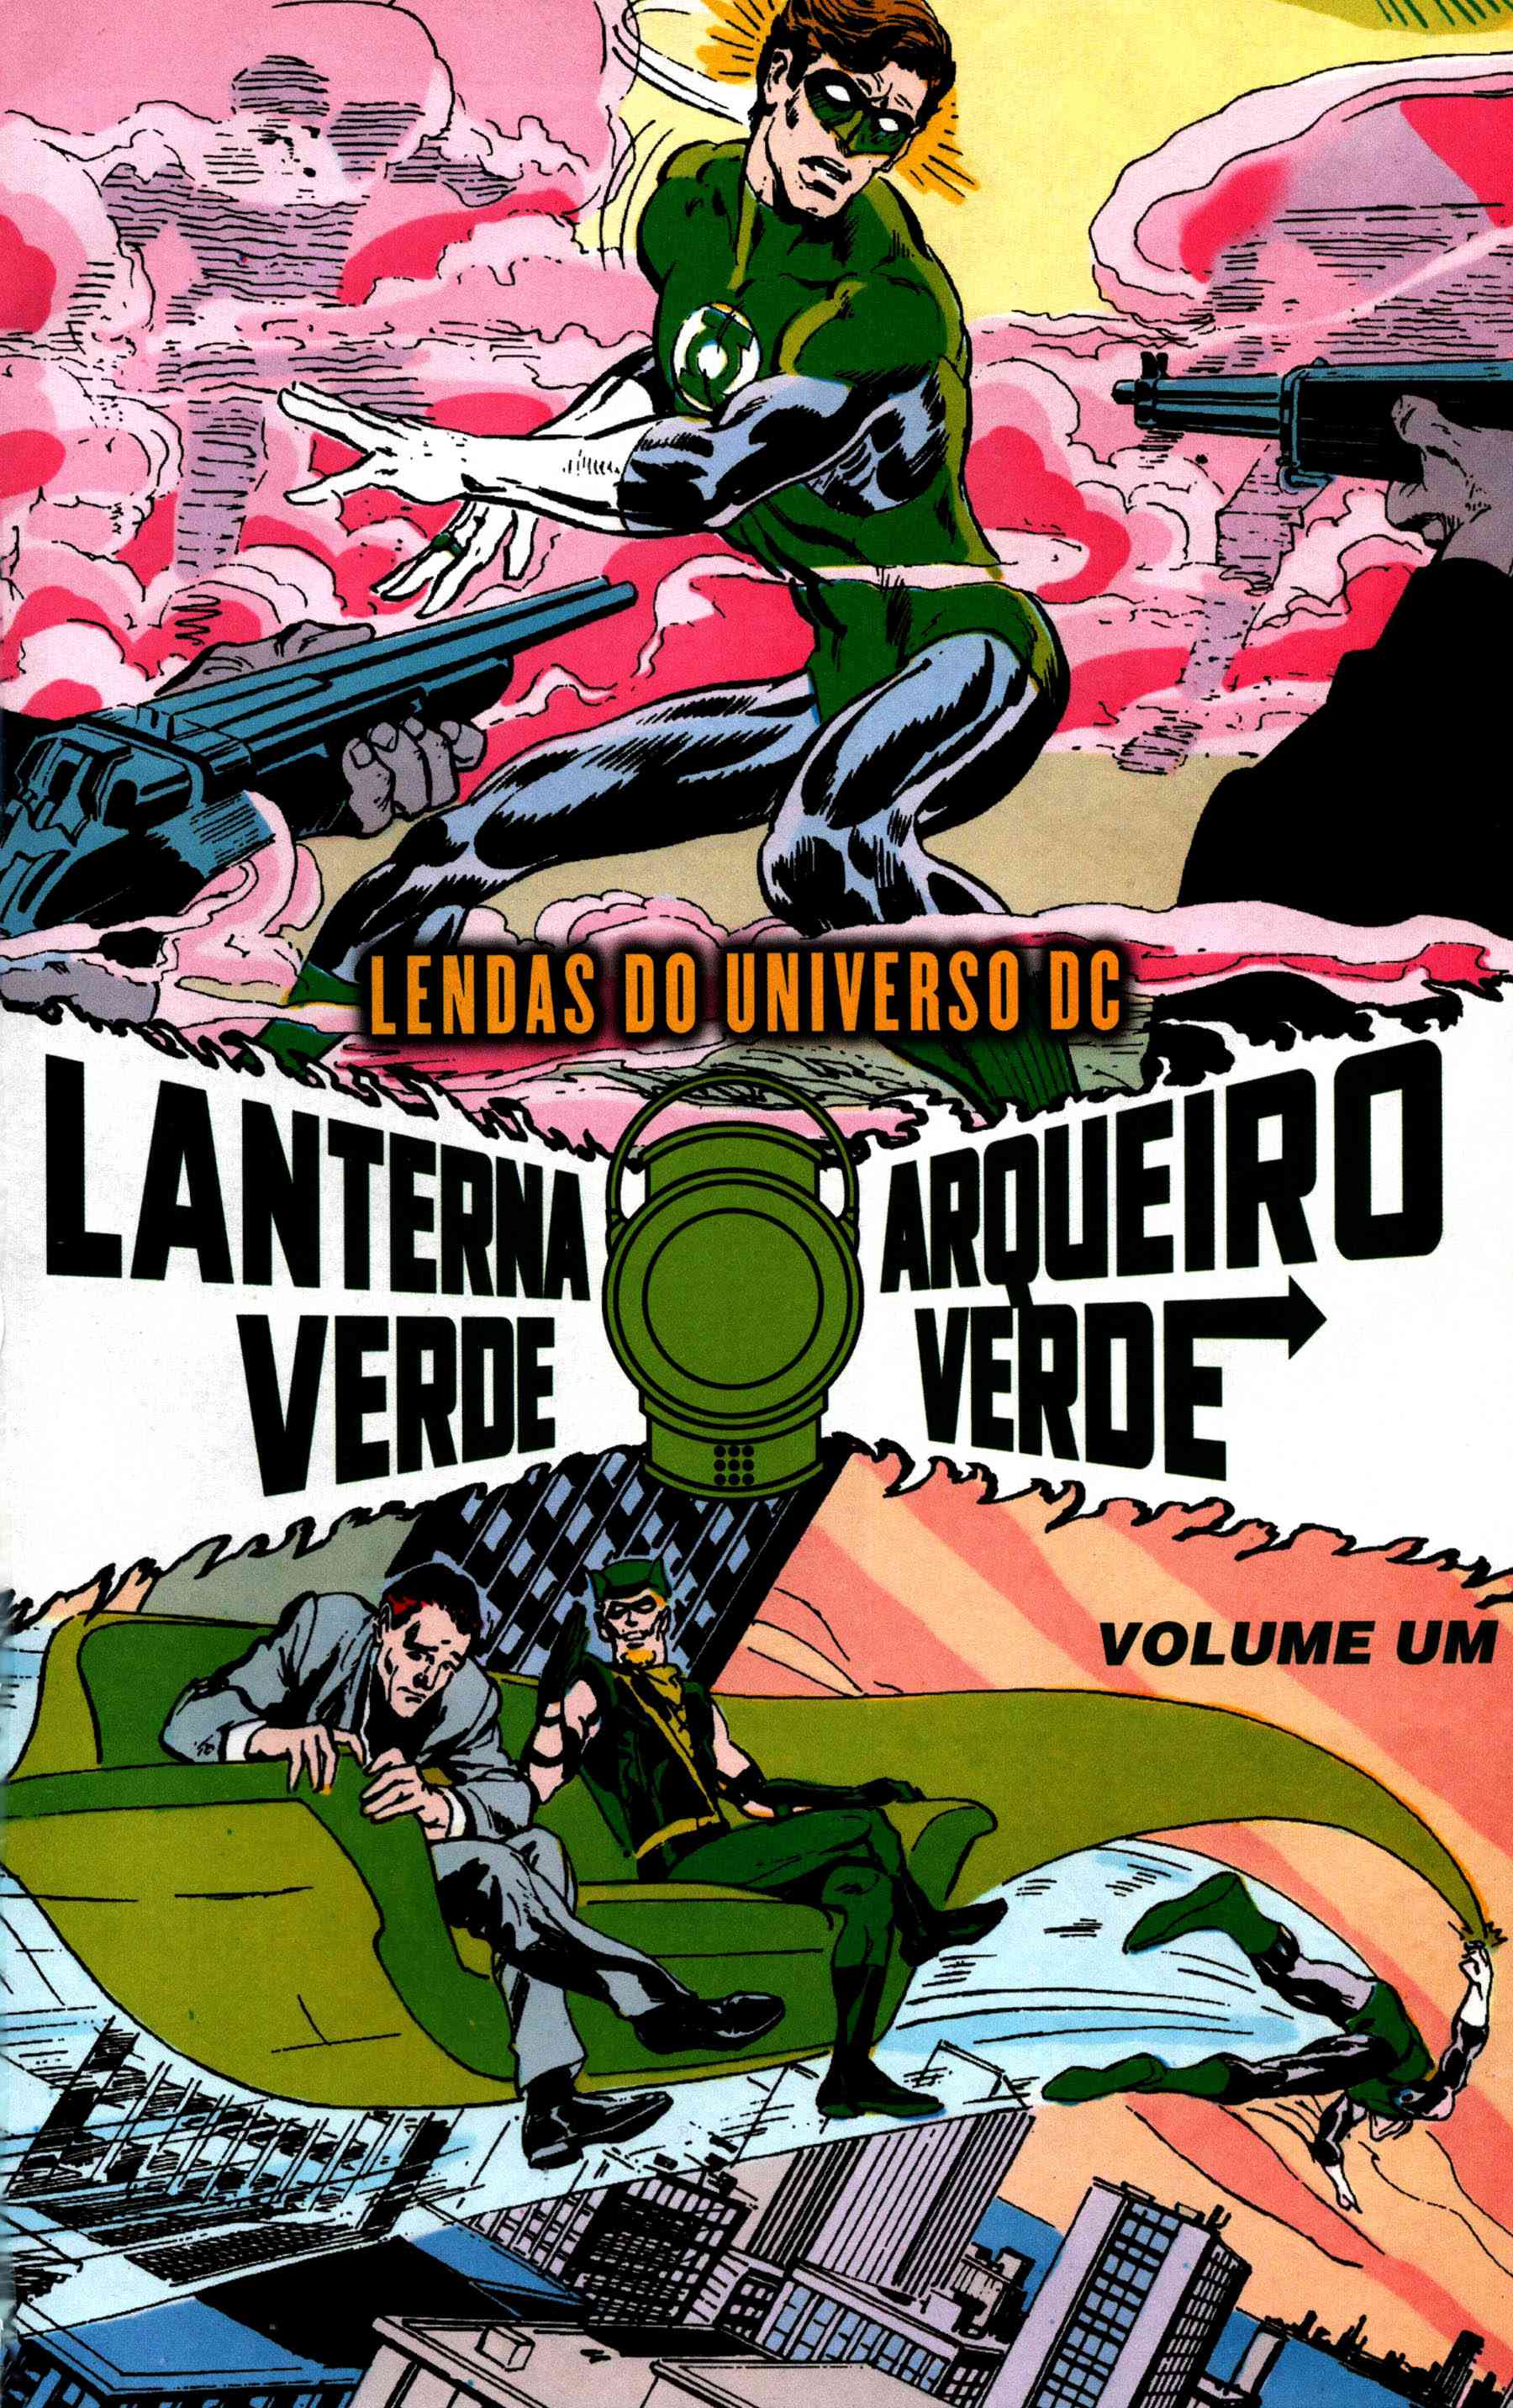 LENDAS DO UNIVERSO DC
LANTERNA
VERDE
ARQUEIRO
VERDE
VOLUME UM